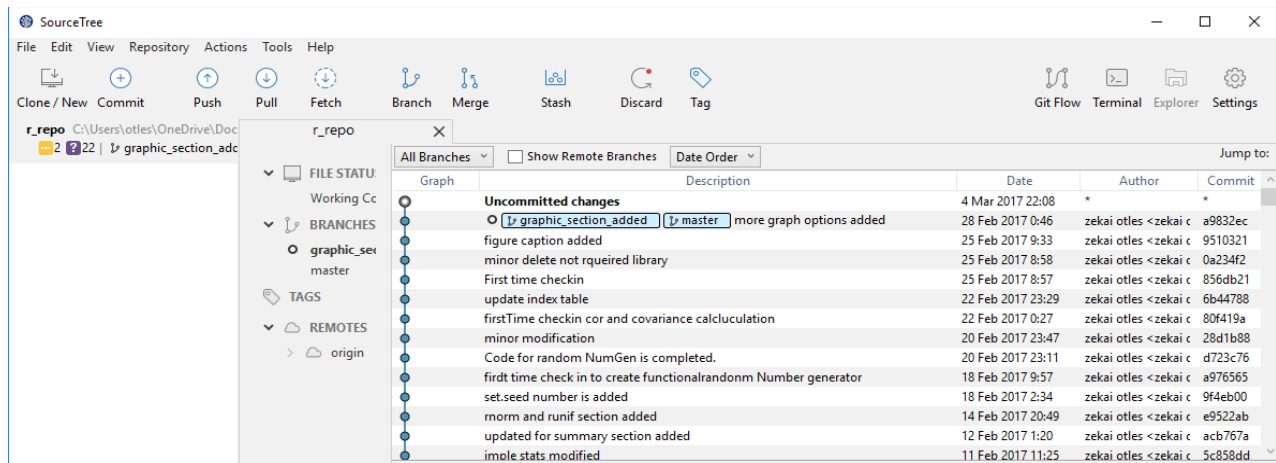 SourceTree
File Edit View Repository Actions Tools Help
Clone / New Commit Push Pull Fetch Branch Merge Stash Discard Tag Git Flow Terminal Explorer Settings
r_repo C:\Users\otles\OneDrive\Doc
2 ? 22 | graphic_section_adc
r_repo
FILE STATU
Working Cc
BRANCHES
graphic_sec
master
TAGS
REMOTES
origin
All Branches Show Remote Branches Date Order Jump to:
Graph Description Date Author Commit
Uncommitted changes 4 Mar 2017 22:08 * *
graphic_section_added master more graph options added 28 Feb 2017 0:46 zekai otles <zekai c a9832ec
figure caption added 25 Feb 2017 9:33 zekai otles <zekai c 9510321
minor delete not rqueired library 25 Feb 2017 8:58 zekai otles <zekai c 0a234f2
First time checkin 25 Feb 2017 8:57 zekai otles <zekai c 856db21
update index table 22 Feb 2017 23:29 zekai otles <zekai c 6b44788
firstTime checkin cor and covariance calcluculation 22 Feb 2017 0:27 zekai otles <zekai c 80f419a
minor modification 20 Feb 2017 23:47 zekai otles <zekai c 28d1b88
Code for random NumGen is completed. 20 Feb 2017 23:11 zekai otles <zekai c d723c76
firdt time check in to create functionalrandonm Number generator 18 Feb 2017 9:57 zekai otles <zekai c a976565
set.seed number is added 18 Feb 2017 2:34 zekai otles <zekai c 9f4eb00
rnorm and runif section added 14 Feb 2017 20:49 zekai otles <zekai c e9522ab
updated for summary section added 12 Feb 2017 1:20 zekai otles <zekai c acb767a
imple stats modified 11 Feb 2017 11:25 zekai otles <zekai c 5c858dd